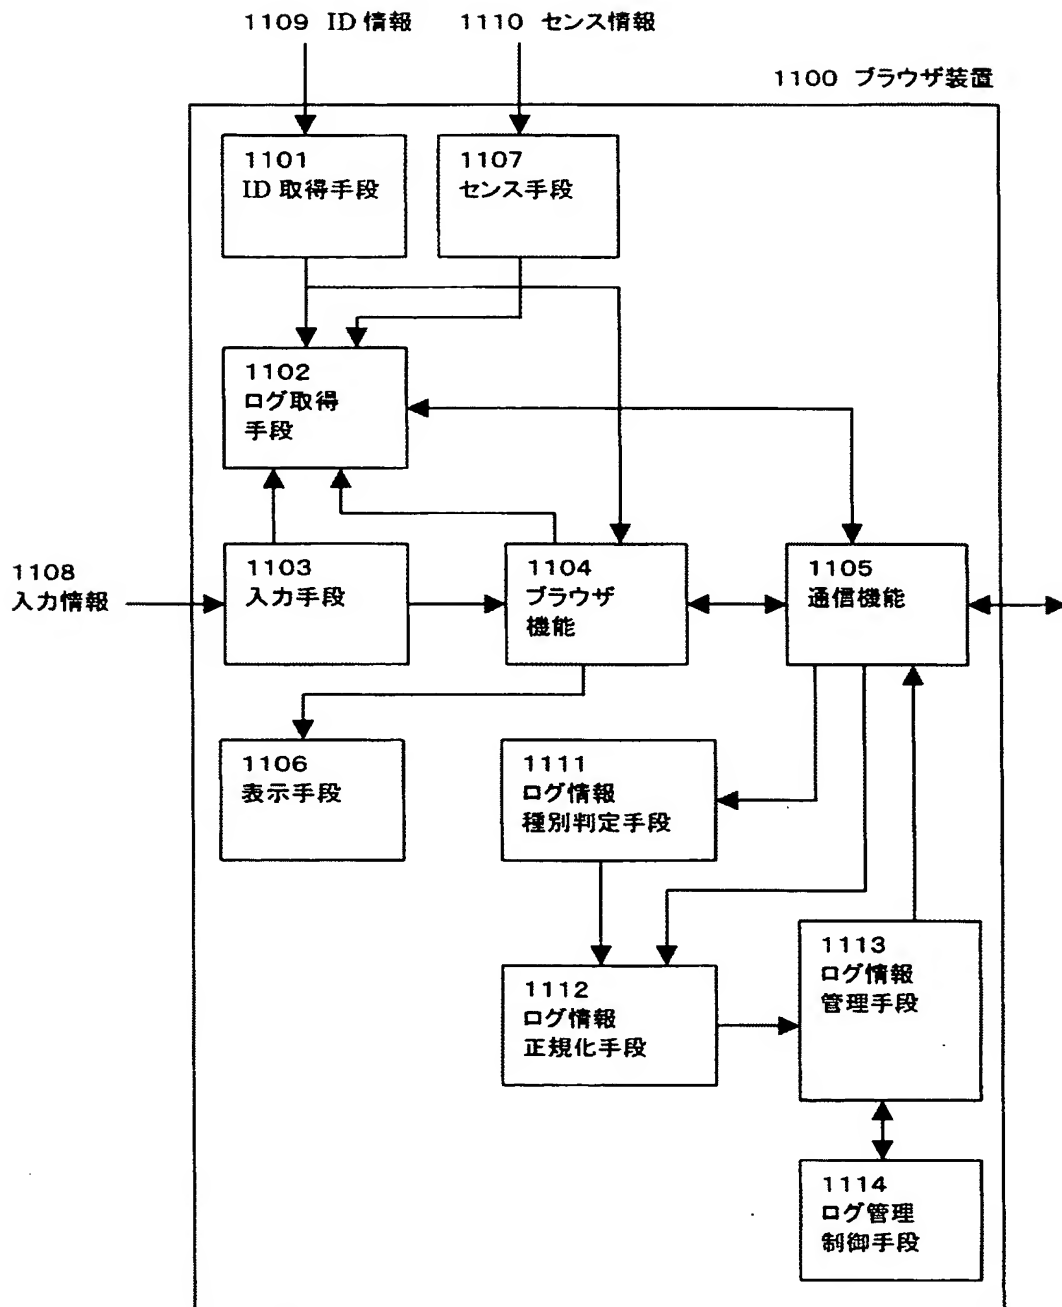 1109 ID 情報
1110 センス情報
1100 ブラウザ装置
1101
ID 取得手段
1107
センス手段
1102
ログ取得
手段
1108
入力情報
1103
入力手段
1104
ブラウザ
機能
1105
通信機能
1106
表示手段
1111
ログ情報
種別判定手段
1112
ログ情報
正規化手段
1113
ログ情報
管理手段
1114
ログ管理
制御手段